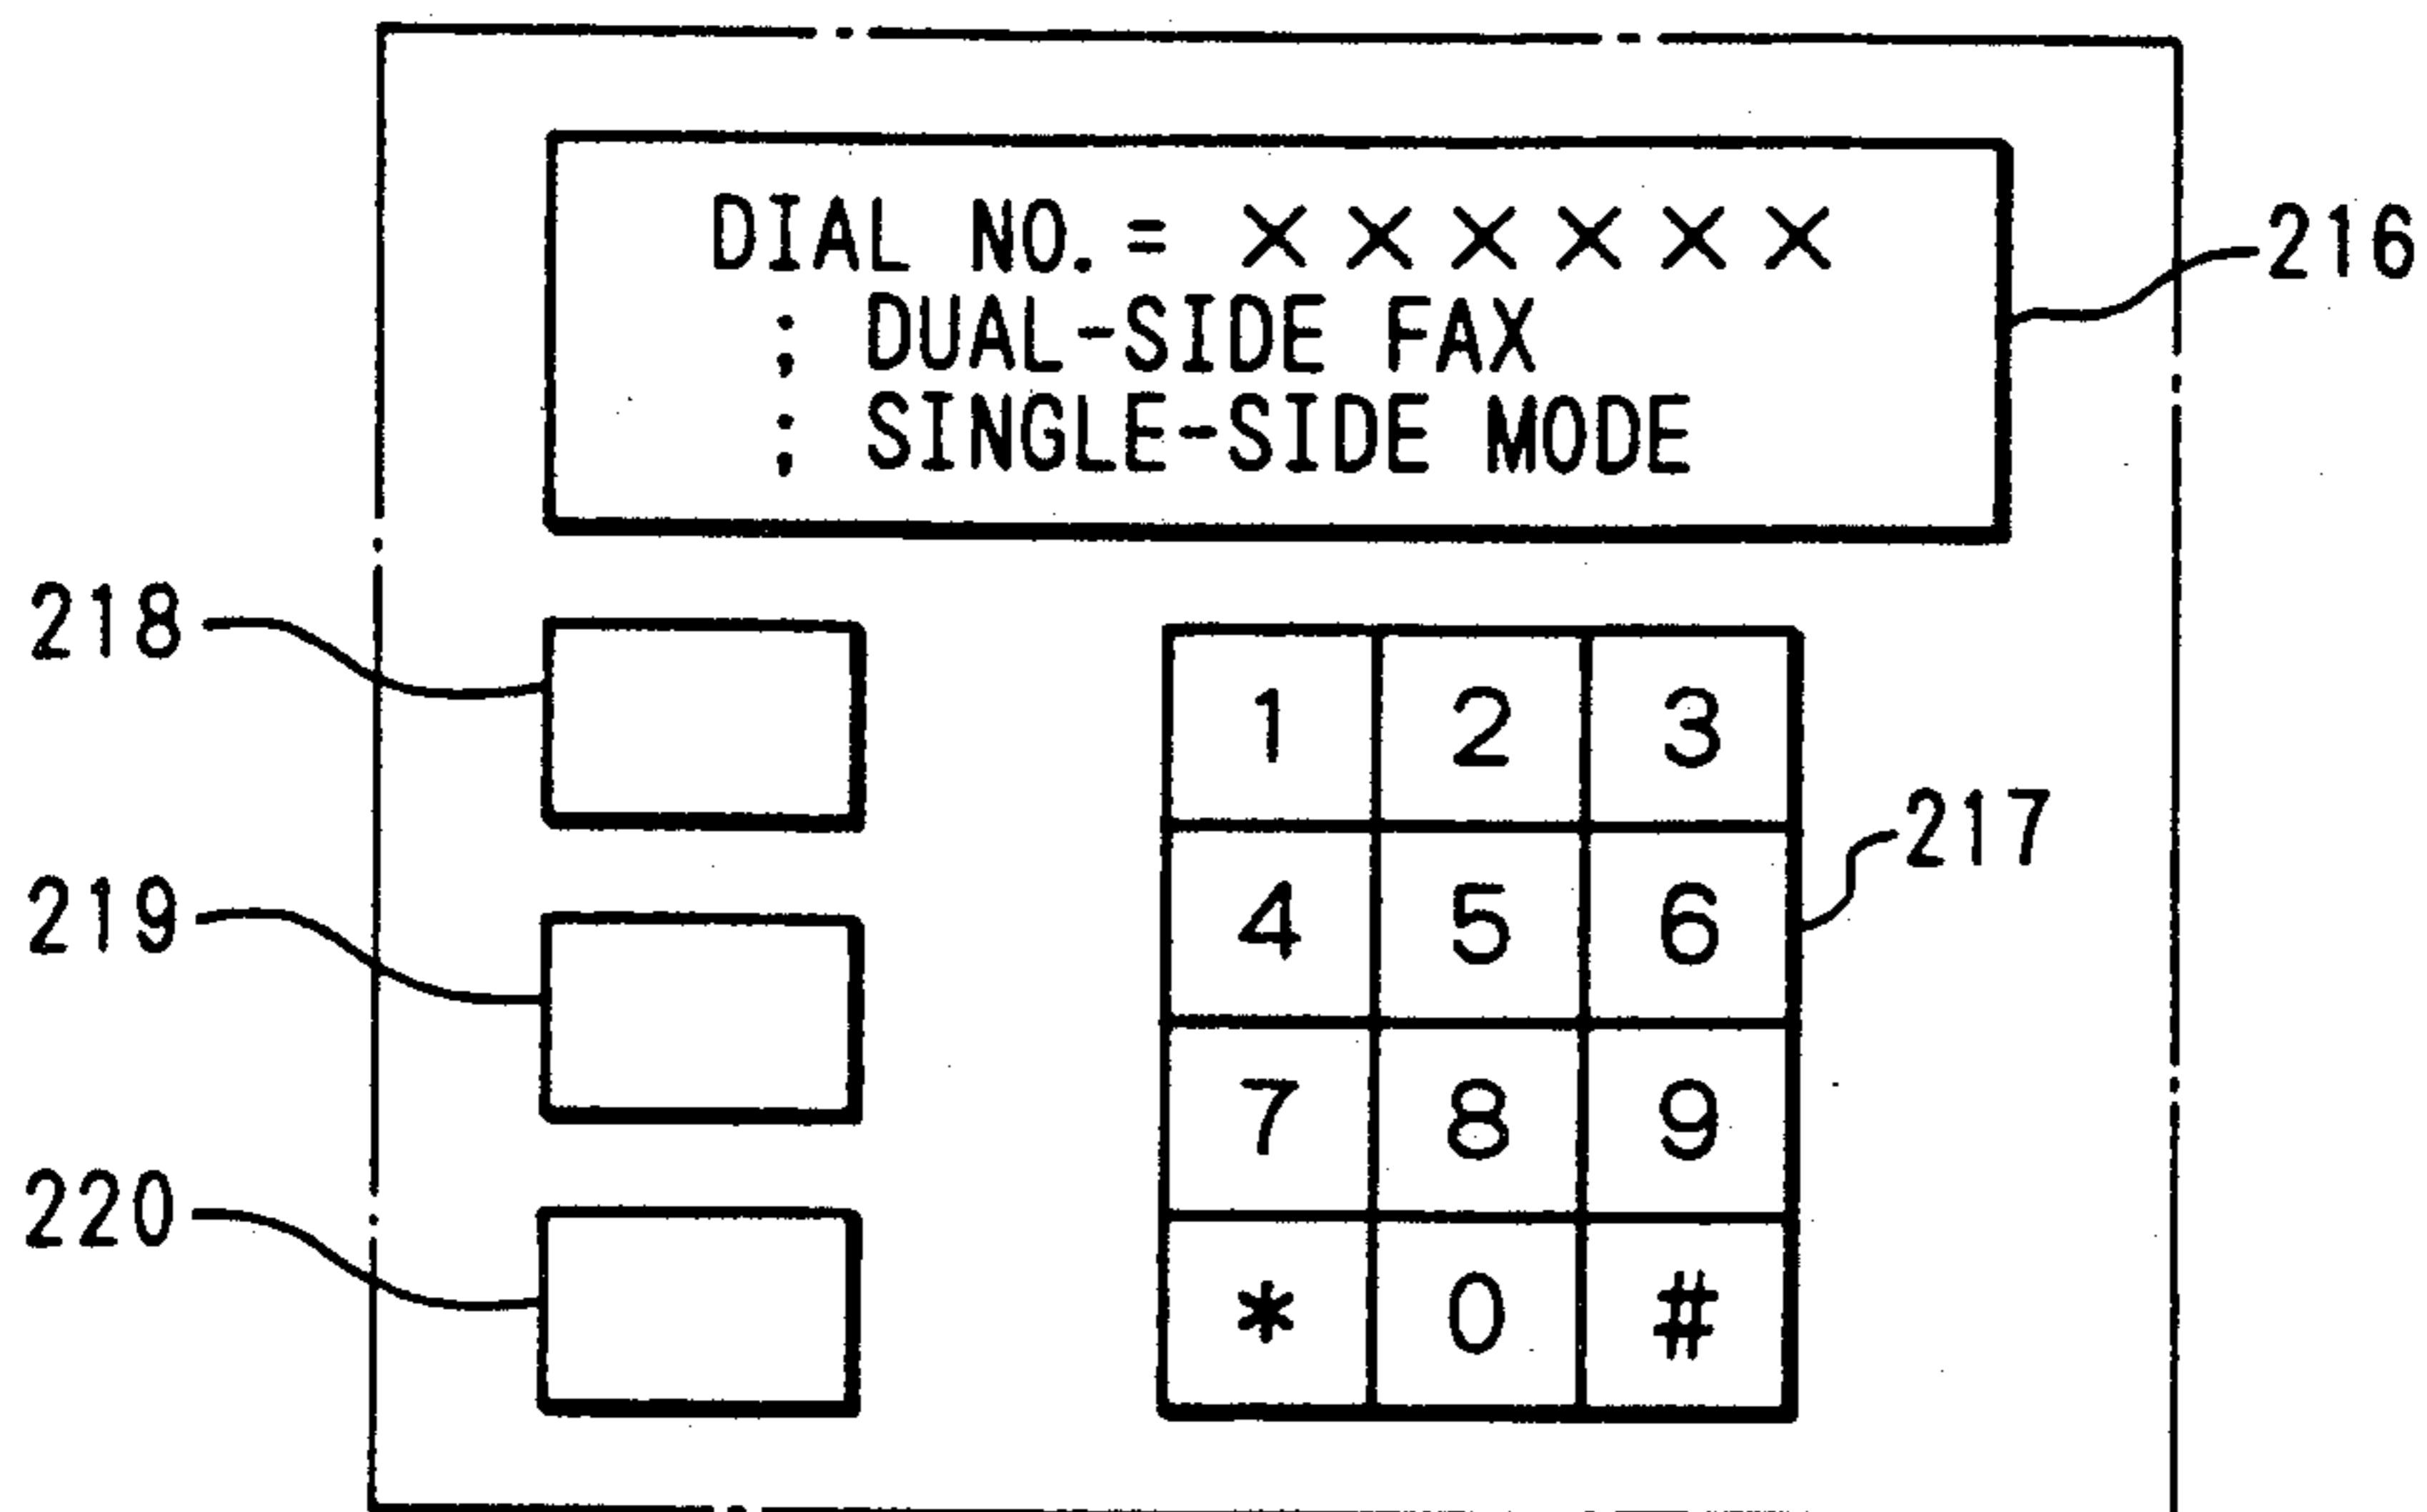 DIAL NO. = × × × × × ×
; DUAL-SIDE FAX
; SINGLE-SIDE MODE
216
218
1 2 3
217
4 5 6
219
7 8 9
220
* 0 #